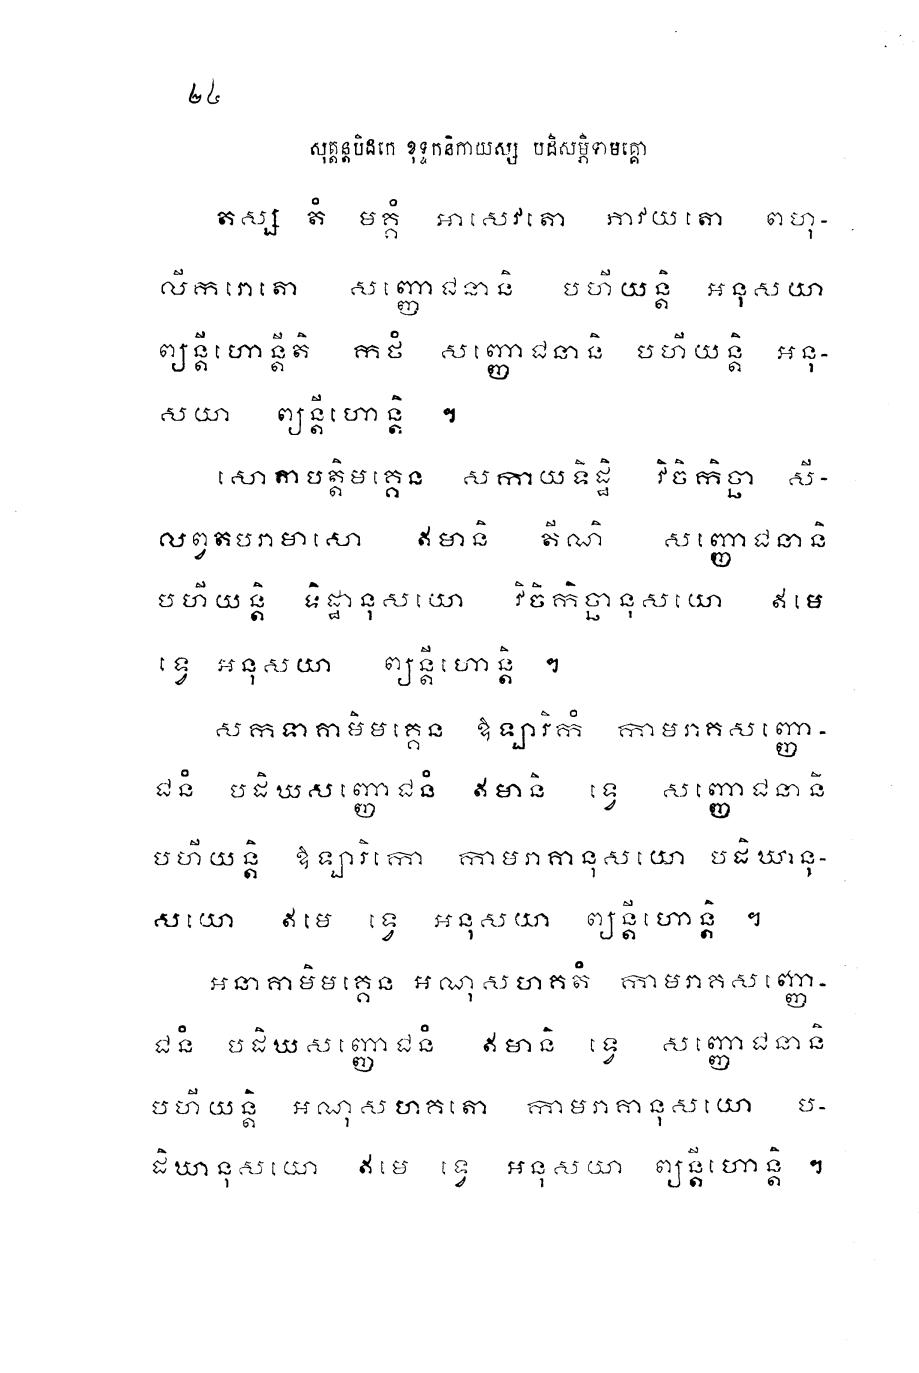 ២៤
សុត្តន្តបិដកេ ខុទ្ទកនិកាយស្ស បដិសម្ភិទាមគ្គោ
តស្ស តំ មគ្គំ អាសេវតោ ភាវយតោ ពហុ-
លីករោតោ សញ្ញោជនានិ បហីយន្តិ អនុសយា
ព្យន្តីហោន្តីតិ កថំ សញ្ញោជនានិ បហីយន្តិ អនុ-
សយា ព្យន្តីហោន្តិ ។
សោតាបត្តិមគ្គេន សក្កាយទិដ្ឋិ វិចិកិច្ឆា សី-
លព្វតបរាមាសោ ឥមានិ តីណិ សញ្ញោជនានិ
បហីយន្តិ ទិដ្ឋានុសយោ វិចិកិច្ឆានុសយោ ឥមេ
ទ្វេ អនុសយា ព្យន្តីហោន្តិ ។
សកទាគាមិមគ្គេន ឱឡារិកំ កាមរាគសញ្ញោ-
ជនំ បដិឃសញ្ញោជនំ ឥមានិ ទ្វេ សញ្ញោជនានិ
បហីយន្តិ ឱឡារិកោ កាមរាគានុសយោ បដិឃានុ-
សយោ ឥមេ ទ្វេ អនុសយា ព្យន្តីហោន្តិ ។
អនាគាមិមគ្គេន អណុសហគតំ កាមរាគសញ្ញោ-
ជនំ បដិឃសញ្ញោជនំ ឥមានិ ទ្វេ សញ្ញោជនានិ
បហីយន្តិ អណុសហគតោ កាមរាគានុសយោ ប-
ដិឃានុសយោ ឥមេ ទ្វេ អនុសយា ព្យន្តីហោន្តិ ។